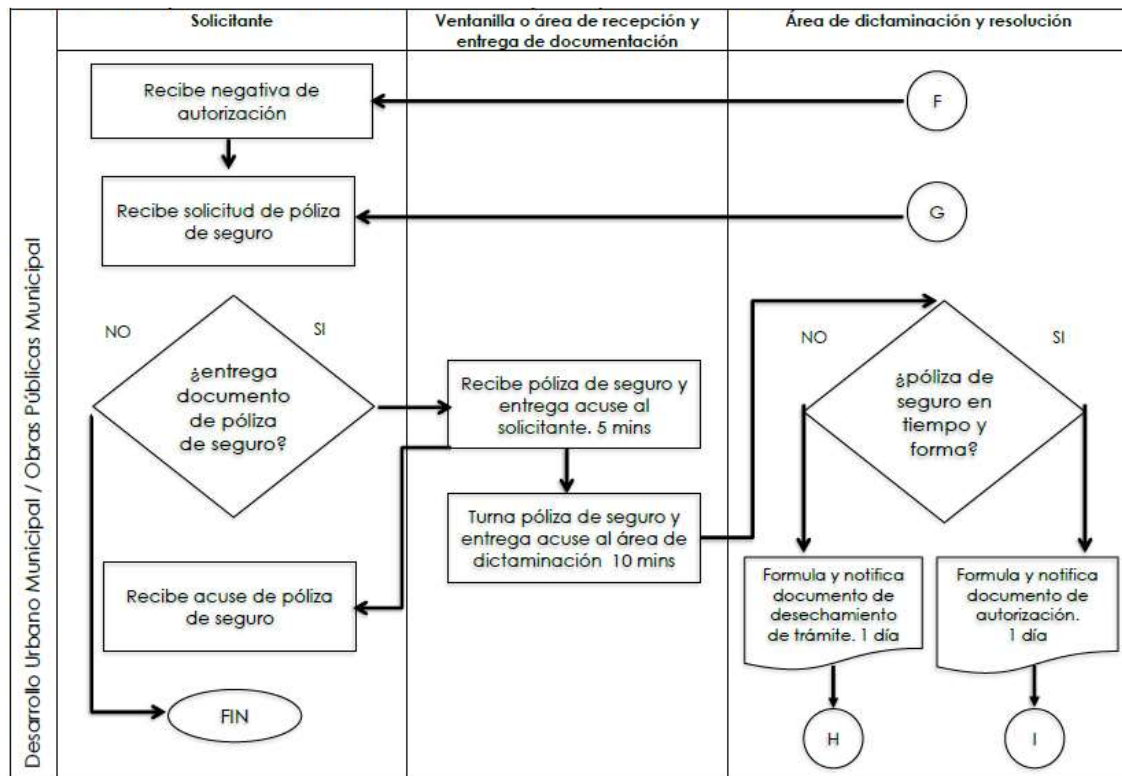 Solicitante
Ventanilla o área de recepción y
entrega de documentación
Área de dictaminación y resolución
Desarrollo Urbano Municipal / Obras Públicas Municipal
Recibe negativa de
autorización
F
Recibe solicitud de póliza
de seguro
G
NO
SI
¿entrega
documento
de póliza
de seguro?
Recibe póliza de seguro y
entrega acuse al
solicitante. 5 mins
NO
SI
¿póliza de
seguro en
tiempo y
forma?
Turna póliza de seguro y
entrega acuse al área de
dictaminación 10 mins
Recibe acuse de póliza
de seguro
Formula y notifica
documento de
desechamiento
de trámite. 1 día
Formula y notifica
documento de
autorización.
1 día
FIN
H
I